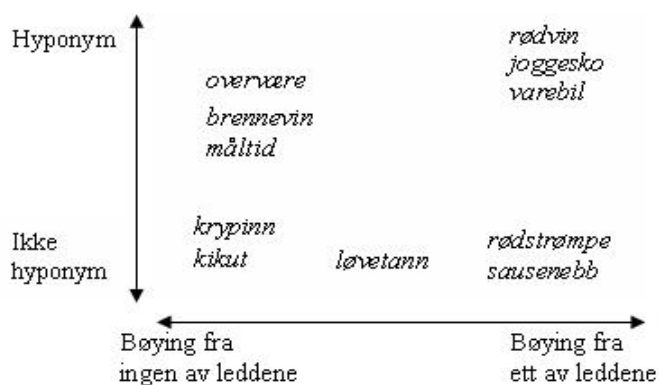 Hyponym
rødvin
joggesko
varebil
overvære
brennevin
måltid
krypinn
kikut
løvetann
rødstrømpe
sausenebb
Ikke
hyponym
Bøying fra
ingen av leddene
Bøying fra
ett av leddene